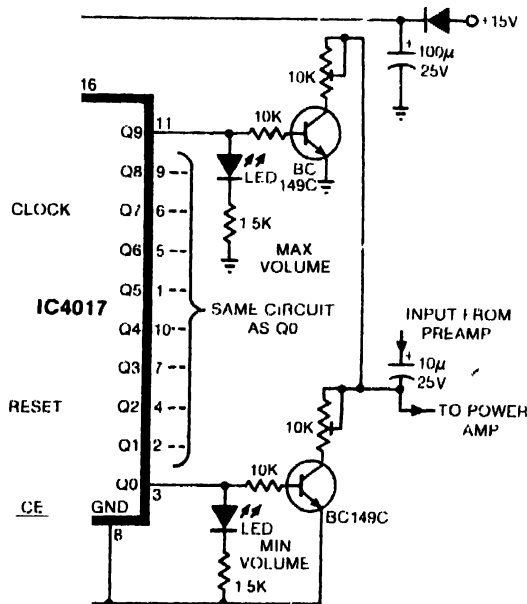 +15V
100µ
25V
10K
16
11
10K
Q9
BC
149C
LED
1.5K
Q8 9
Q7 6
Q6 5
Q5 1
Q4 10
Q3 7
Q2 4
Q1 2
Q0
3
CLOCK
IC4017
RESET
CE
GND
8
MAX
VOLUME
SAME CIRCUIT
AS Q0
INPUT FROM
PREAMP
10µ
25V
TO POWER
AMP
10K
10K
BC149C
LED
MIN
VOLUME
1.5K